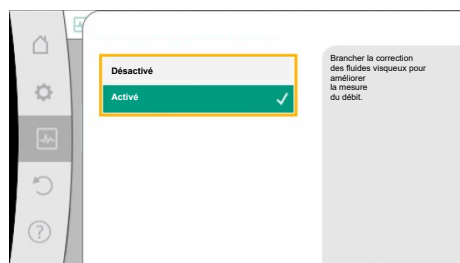 Désactivé
Activé
Brancher la correction
des fluides visqueux pour
améliorer
la mesure
du débit.